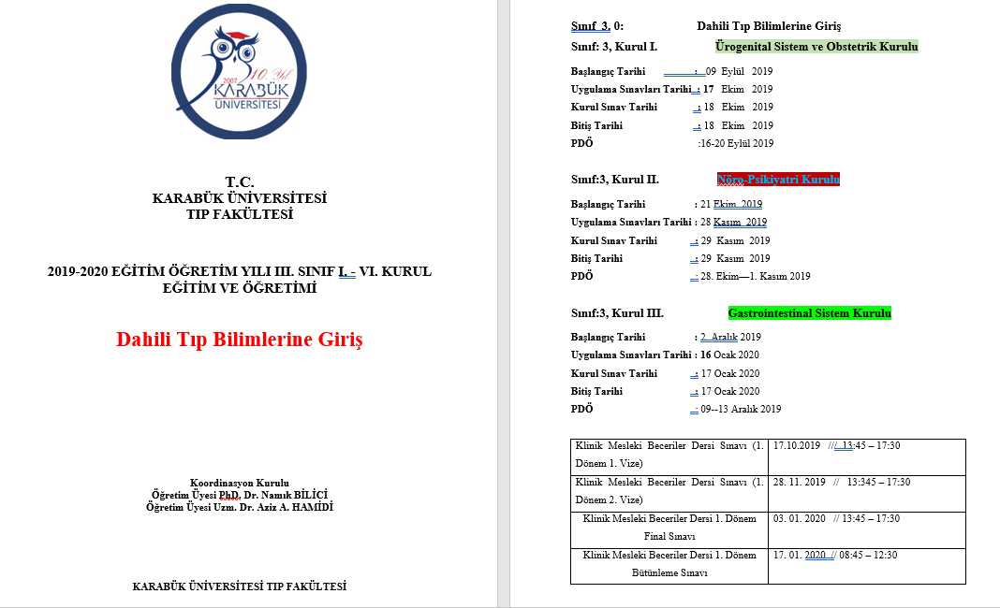 2007 10. Yıl
KARABÜK
ÜNİVERSİTESİ
T.C.
KARABÜK ÜNİVERSİTESİ
TIP FAKÜLTESİ
2019-2020 EĞİTİM ÖĞRETİM YILI III. SINIF I. - VI. KURUL
EĞİTİM VE ÖĞRETİMİ
Dahili Tıp Bilimlerine Giriş
Koordinasyon Kurulu
Öğretim Üyesi PhD. Dr. Namık BİLİCİ
Öğretim Üyesi Uzm. Dr. Aziz A. HAMİDİ
KARABÜK ÜNİVERSİTESİ TIP FAKÜLTESİ
Sınıf 3. 0: Dahili Tıp Bilimlerine Giriş
Sınıf: 3, Kurul I. Ürogenital Sistem ve Obstetrik Kurulu
Başlangıç Tarihi : 09 Eylül 2019
Uygulama Sınavları Tarihi : 17 Ekim 2019
Kurul Sınav Tarihi : 18 Ekim 2019
Bitiş Tarihi : 18 Ekim 2019
PDÖ :16-20 Eylül 2019
Sınıf:3, Kurul II. Nöro-Psikiyatri Kurulu
Başlangıç Tarihi : 21 Ekim 2019
Uygulama Sınavları Tarihi : 28 Kasım 2019
Kurul Sınav Tarihi : 29 Kasım 2019
Bitiş Tarihi : 29 Kasım 2019
PDÖ : 28. Ekim—1. Kasım 2019
Sınıf:3, Kurul III. Gastrointestinal Sistem Kurulu
Başlangıç Tarihi : 2. Aralık 2019
Uygulama Sınavları Tarihi : 16 Ocak 2020
Kurul Sınav Tarihi : 17 Ocak 2020
Bitiş Tarihi : 17 Ocak 2020
PDÖ : 09--13 Aralık 2019
Klinik Mesleki Beceriler Dersi Sınavı (1. 17.10.2019 /// 13:45 – 17:30
Dönem 1. Vize)
Klinik Mesleki Beceriler Dersi Sınavı (1. 28. 11. 2019 // 13:345 – 17:30
Dönem 2. Vize)
Klinik Mesleki Beceriler Dersi 1. Dönem 03. 01. 2020 // 13:45 – 17:30
Final Sınavı
Klinik Mesleki Beceriler Dersi 1. Dönem 17. 01. 2020 // 08:45 – 12:30
Bütünleme Sınavı